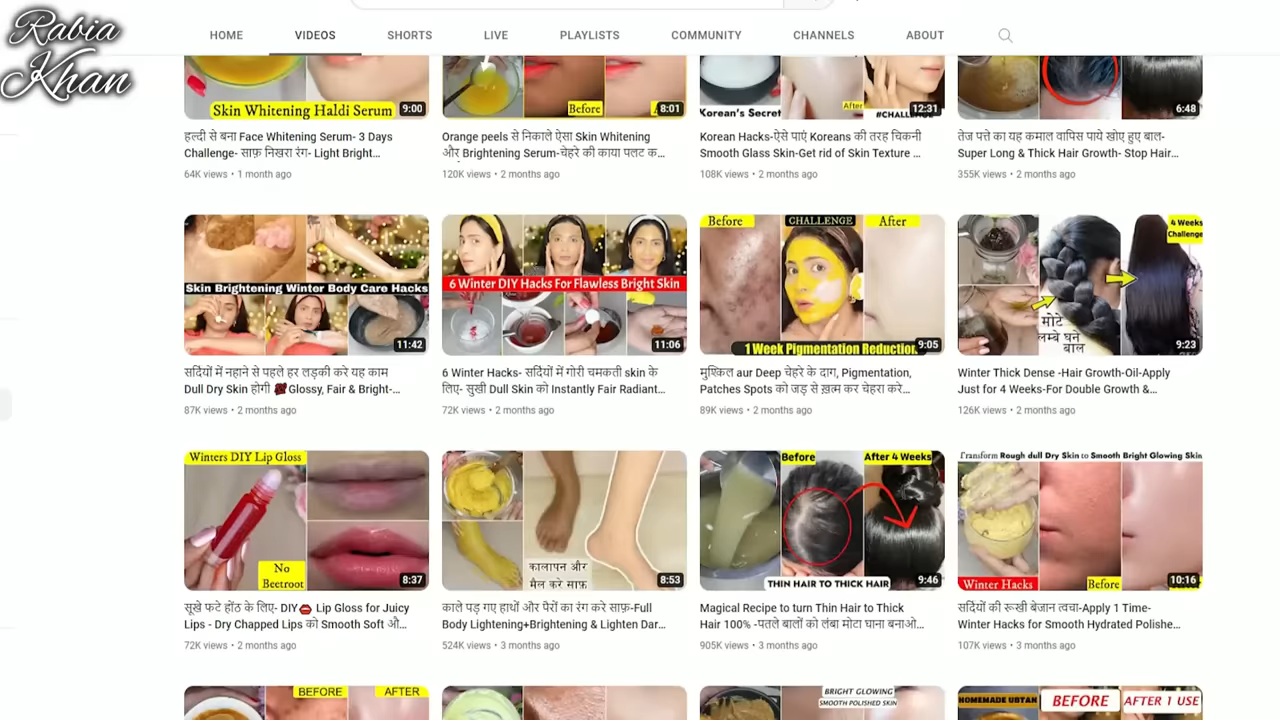 Rabia
Khan
HOME VIDEOS SHORTS LIVE PLAYLISTS COMMUNITY CHANNELS ABOUT
Skin Whitening Haldi Serum
9:00
Before
8:01
Korean's Secret
After
#CHALLENGE
12:31
6:48
हल्दी से बना Face Whitening Serum- 3 Days
Challenge- साफ़ निखरा रंग- Light Bright...
64K views • 1 month ago
Orange peels से निकाले ऐसा Skin Whitening
और Brightening Serum-चेहरे की काया पलट क...
120K views • 2 months ago
Korean Hacks-ऐसे पाएं Koreans की तरह चिकनी
Smooth Glass Skin-Get rid of Skin Texture ...
108K views • 2 months ago
तेज पत्ते का यह कमाल वापिस पाये खोए हुए बाल-
Super Long & Thick Hair Growth- Stop Hair...
355K views • 2 months ago
Skin Brightening Winter Body Care Hacks
11:42
6 Winter DIY Hacks For Flawless Bright Skin
11:06
Before
CHALLENGE
After
1 Week Pigmentation Reduction
9:05
4 Weeks
Challenge
मोटे
लम्बे घने
बाल
9:23
सर्दियों में नहाने से पहले हर लड़की करे यह काम
Dull Dry Skin होगी Glossy, Fair & Bright-...
87K views • 2 months ago
6 Winter Hacks- सर्दियों में गोरी चमकती skin के
लिए- सुखी Dull Skin को Instantly Fair Radiant...
72K views • 2 months ago
मुश्किल aur Deep चेहरे के दाग, Pigmentation,
Patches Spots को जड़ से ख़त्म कर चेहरा करे...
89K views • 2 months ago
Winter Thick Dense -Hair Growth-Oil-Apply
Just for 4 Weeks-For Double Growth &...
126K views • 2 months ago
Winters DIY Lip Gloss
No
Beetroot
8:37
कालापन और
मैल करे साफ़
8:53
Before
After 4 Weeks
THIN HAIR TO THICK HAIR
9:46
Transform Rough dull Dry Skin to Smooth Bright Glowing Skin
Winter Hacks
Before
10:16
सूखे फटे होंठ के लिए- DIY👄 Lip Gloss for Juicy
Lips - Dry Chapped Lips को Smooth Soft औ...
72K views • 2 months ago
काले पड़ गए हाथों और पैरों का रंग करे साफ़-Full
Body Lightening+Brightening & Lighten Dar...
524K views • 3 months ago
Magical Recipe to turn Thin Hair to Thick
Hair 100% -पतले बालों को लंबा मोटा घाना बनाओ...
905K views • 3 months ago
सर्दियों की रूखी बेजान त्वचा-Apply 1 Time-
Winter Hacks for Smooth Hydrated Polishe...
107K views • 3 months ago
BEFORE
AFTER
BRIGHT GLOWING
SMOOTH POLISHED SKIN
HOMEMADE UBTAN
BEFORE
AFTER 1 USE